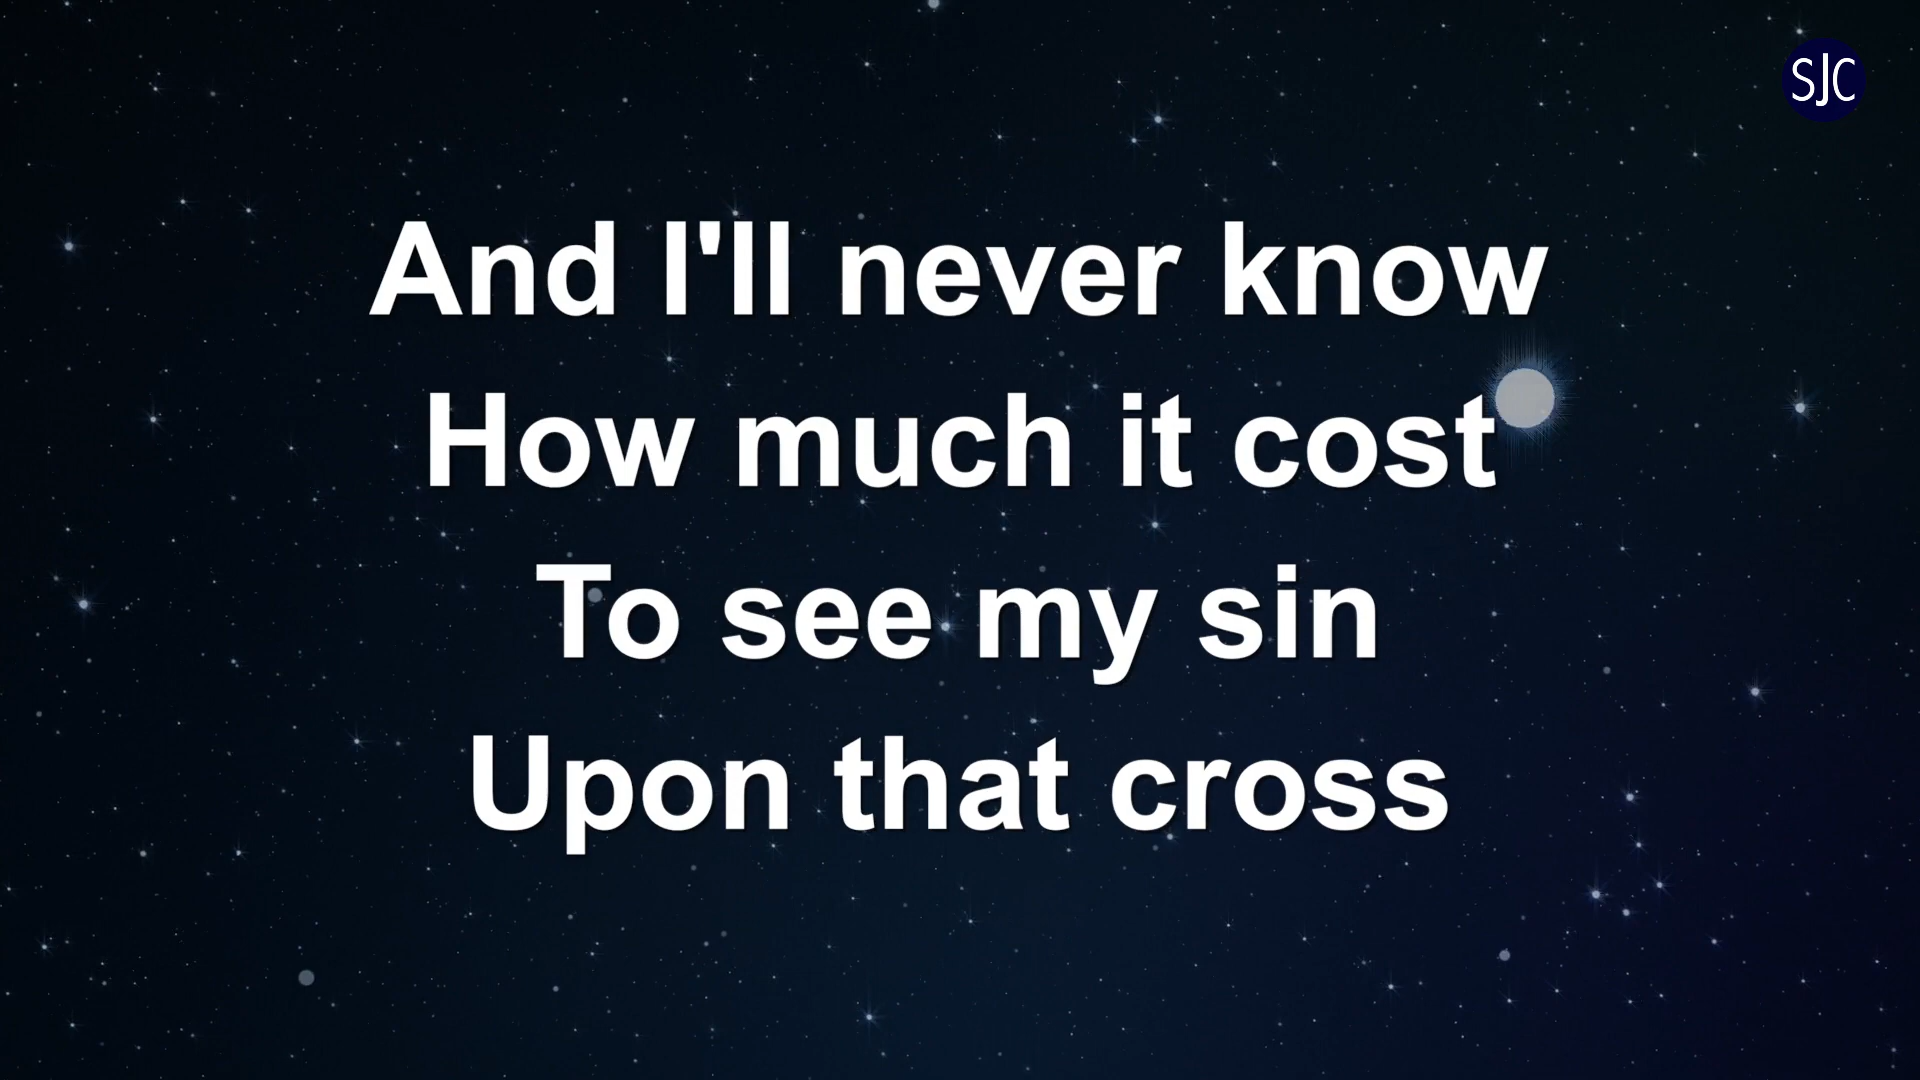 SJC
And I'll never know
How much it cost
To see my sin
Upon that cross